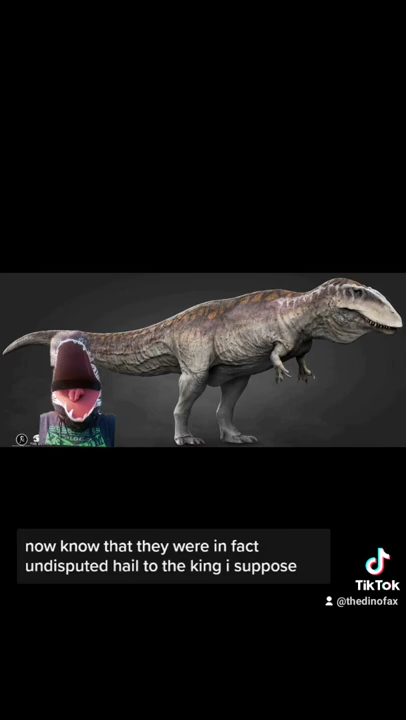 now know that they were in fact
undisputed hail to the king i suppose
TikTok
@thedinofax